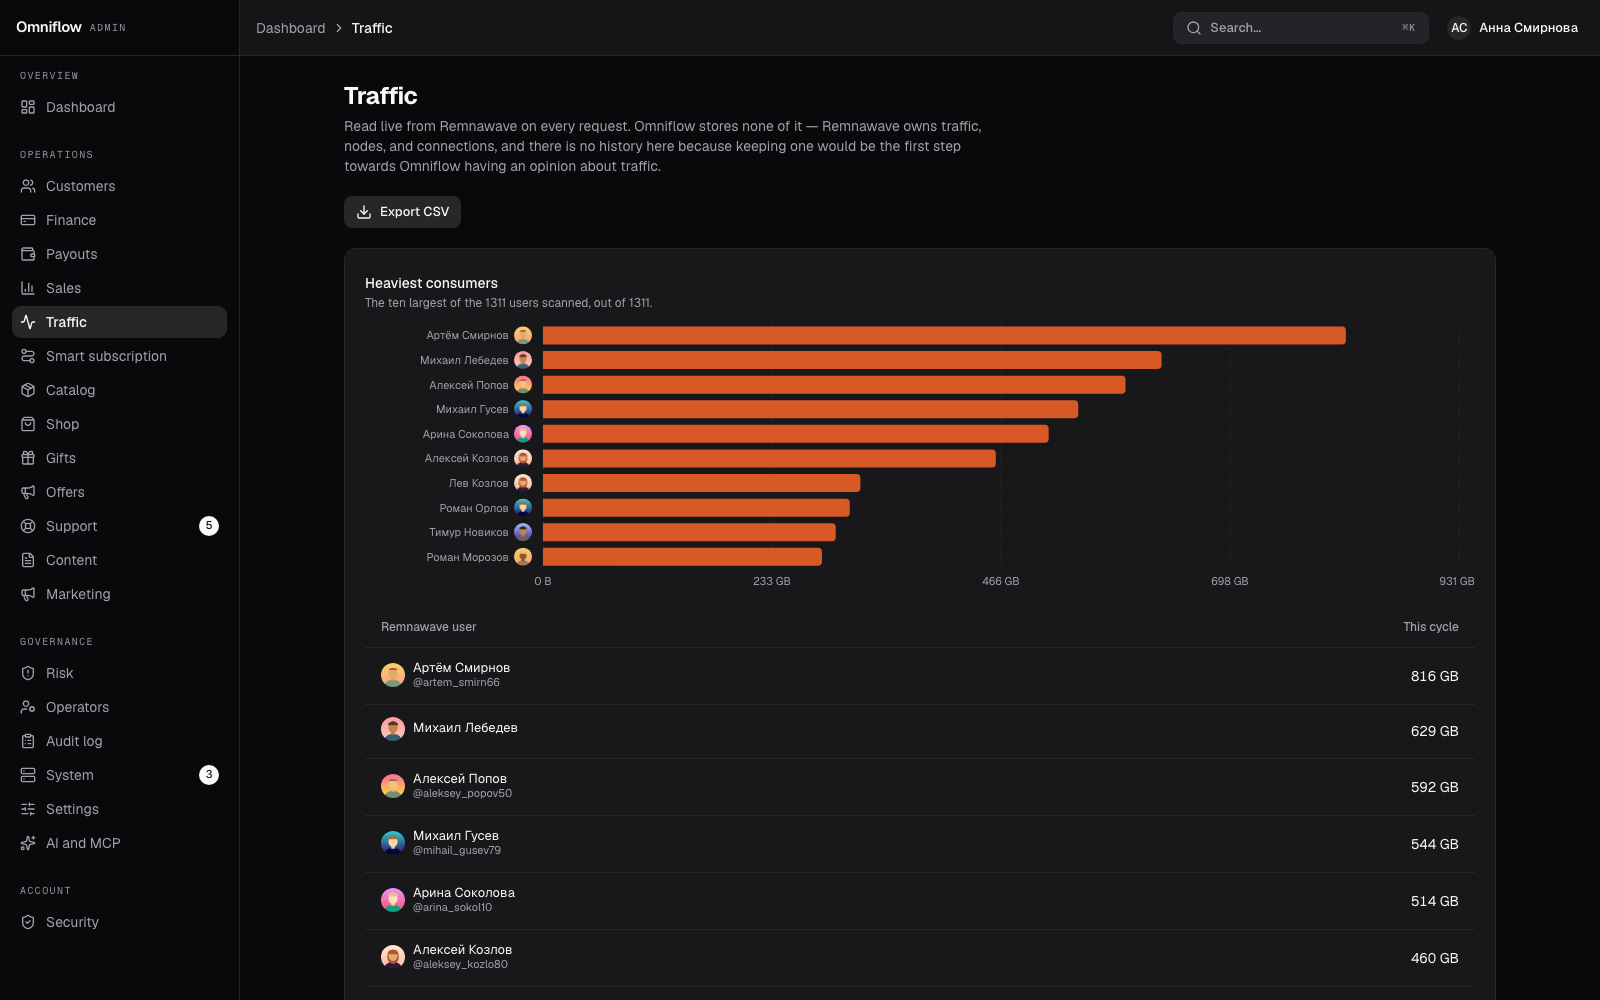 Omniflow ADMIN
Dashboard > Traffic
Search... ⌘K
AC Анна Смирнова
OVERVIEW
Dashboard
OPERATIONS
Customers
Finance
Payouts
Sales
Traffic
Smart subscription
Catalog
Shop
Gifts
Offers
Support 5
Content
Marketing
GOVERNANCE
Risk
Operators
Audit log
System 3
Settings
AI and MCP
ACCOUNT
Security
Traffic
Read live from Remnawave on every request. Omniflow stores none of it — Remnawave owns traffic,
nodes, and connections, and there is no history here because keeping one would be the first step
towards Omniflow having an opinion about traffic.
Export CSV
Heaviest consumers
The ten largest of the 1311 users scanned, out of 1311.
Артём Смирнов
Михаил Лебедев
Алексей Попов
Михаил Гусев
Арина Соколова
Алексей Козлов
Лев Козлов
Роман Орлов
Тимур Новиков
Роман Морозов
0 B 233 GB 466 GB 698 GB 931 GB
Remnawave user This cycle
Артём Смирнов
@artem_smirn66
816 GB
Михаил Лебедев
629 GB
Алексей Попов
@aleksey_popov50
592 GB
Михаил Гусев
@mihail_gusev79
544 GB
Арина Соколова
@arina_sokol10
514 GB
Алексей Козлов
@aleksey_kozlo80
460 GB